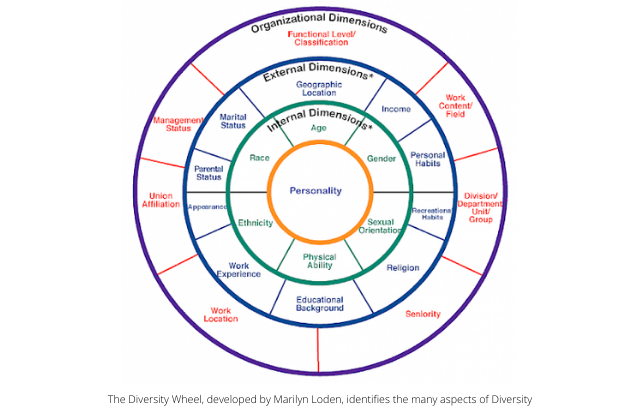 Organizational Dimensions
Functional Level/
Classification
External Dimensions*
Geographic
Location
Internal Dimensions*
Age
Income
Work
Content/
Field
Marital
Status
Management
Status
Race
Gender
Personal
Habits
Parental
Status
Personality
Union
Affiliation
Appearance
Recreational
Habits
Division/
Department
Unit/
Group
Ethnicity
Sexual
Orientation
Physical
Ability
Work
Experience
Religion
Educational
Background
Work
Location
Seniority
The Diversity Wheel, developed by Marilyn Loden, identifies the many aspects of Diversity